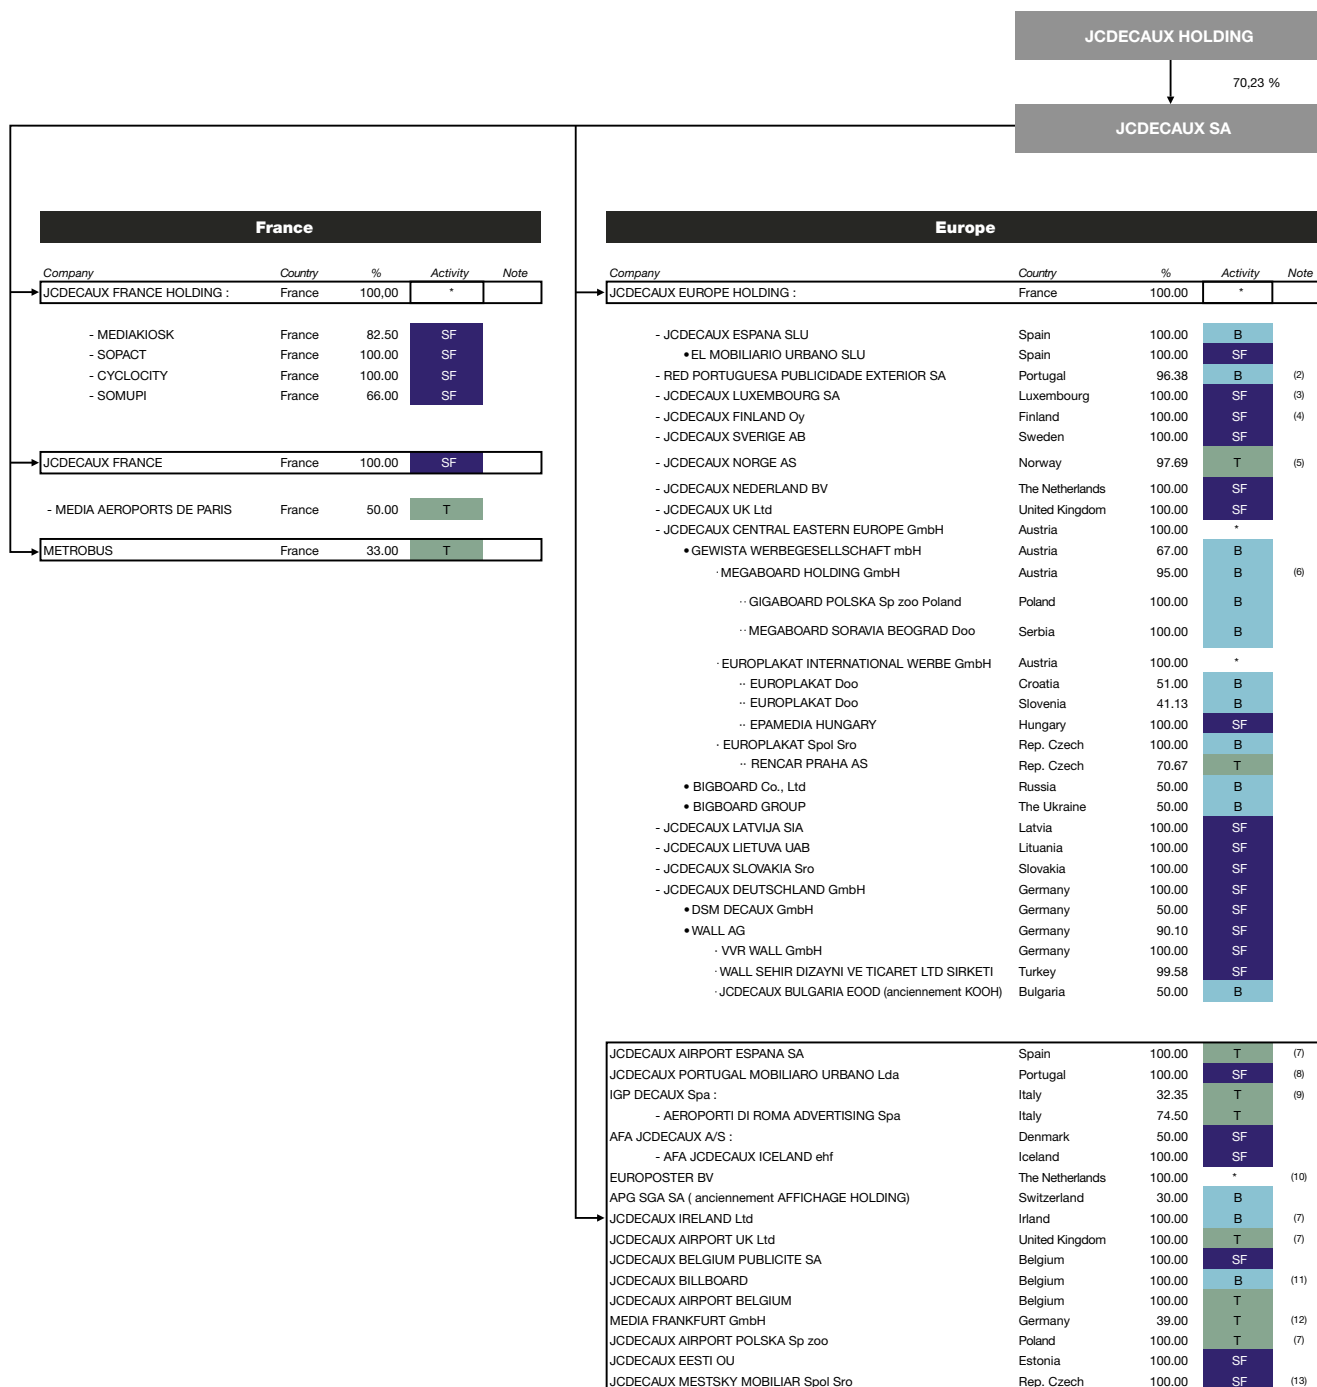 JCDECAUX HOLDING
70,23 %
JCDECAUX SA
France
Company Country % Activity Note
JCDECAUX FRANCE HOLDING : France 100,00 *
- MEDIAKIOSK France 82.50 SF
- SOPACT France 100.00 SF
- CYCLOCITY France 100.00 SF
- SOMUPI France 66.00 SF
JCDECAUX FRANCE France 100.00 SF
- MEDIA AEROPORTS DE PARIS France 50.00 T
METROBUS France 33.00 T
Europe
Company Country % Activity Note
JCDECAUX EUROPE HOLDING : France 100.00 *
- JCDECAUX ESPANA SLU Spain 100.00 B
• EL MOBILIARIO URBANO SLU Spain 100.00 SF
- RED PORTUGUESA PUBLICIDADE EXTERIOR SA Portugal 96.38 B (2)
- JCDECAUX LUXEMBOURG SA Luxembourg 100.00 SF (3)
- JCDECAUX FINLAND Oy Finland 100.00 SF (4)
- JCDECAUX SVERIGE AB Sweden 100.00 SF
- JCDECAUX NORGE AS Norway 97.69 T (5)
- JCDECAUX NEDERLAND BV The Netherlands 100.00 SF
- JCDECAUX UK Ltd United Kingdom 100.00 SF
- JCDECAUX CENTRAL EASTERN EUROPE GmbH Austria 100.00 *
• GEWISTA WERBEGESELLSCHAFT mbH Austria 67.00 B
· MEGABOARD HOLDING GmbH Austria 95.00 B (6)
·· GIGABOARD POLSKA Sp zoo Poland Poland 100.00 B
·· MEGABOARD SORAVIA BEOGRAD Doo Serbia 100.00 B
· EUROPLAKAT INTERNATIONAL WERBE GmbH Austria 100.00 *
·· EUROPLAKAT Doo Croatia 51.00 B
·· EUROPLAKAT Doo Slovenia 41.13 B
·· EPAMEDIA HUNGARY Hungary 100.00 SF
· EUROPLAKAT Spol Sro Rep. Czech 100.00 B
·· RENCAR PRAHA AS Rep. Czech 70.67 T
• BIGBOARD Co., Ltd Russia 50.00 B
• BIGBOARD GROUP The Ukraine 50.00 B
- JCDECAUX LATVIJA SIA Latvia 100.00 SF
- JCDECAUX LIETUVA UAB Lituania 100.00 SF
- JCDECAUX SLOVAKIA Sro Slovakia 100.00 SF
- JCDECAUX DEUTSCHLAND GmbH Germany 100.00 SF
• DSM DECAUX GmbH Germany 50.00 SF
• WALL AG Germany 90.10 SF
· VVR WALL GmbH Germany 100.00 SF
· WALL SEHIR DIZAYNI VE TICARET LTD SIRKETI Turkey 99.58 SF
· JCDECAUX BULGARIA EOOD (anciennement KOOH) Bulgaria 50.00 B
JCDECAUX AIRPORT ESPANA SA Spain 100.00 T (7)
JCDECAUX PORTUGAL MOBILIARO URBANO Lda Portugal 100.00 SF (8)
IGP DECAUX Spa : Italy 32.35 T (9)
- AEROPORTI DI ROMA ADVERTISING Spa Italy 74.50 T
AFA JCDECAUX A/S : Denmark 50.00 SF
- AFA JCDECAUX ICELAND ehf Iceland 100.00 SF
EUROPOSTER BV The Netherlands 100.00 * (10)
APG SGA SA ( anciennement AFFICHAGE HOLDING) Switzerland 30.00 B
JCDECAUX IRELAND Ltd Irland 100.00 B (7)
JCDECAUX AIRPORT UK Ltd United Kingdom 100.00 T (7)
JCDECAUX BELGIUM PUBLICITE SA Belgium 100.00 SF
JCDECAUX BILLBOARD Belgium 100.00 B (11)
JCDECAUX AIRPORT BELGIUM Belgium 100.00 T
MEDIA FRANKFURT GmbH Germany 39.00 T (12)
JCDECAUX AIRPORT POLSKA Sp zoo Poland 100.00 T (7)
JCDECAUX EESTI OU Estonia 100.00 SF
JCDECAUX MESTSKY MOBILIAR Spol Sro Rep. Czech 100.00 SF (13)